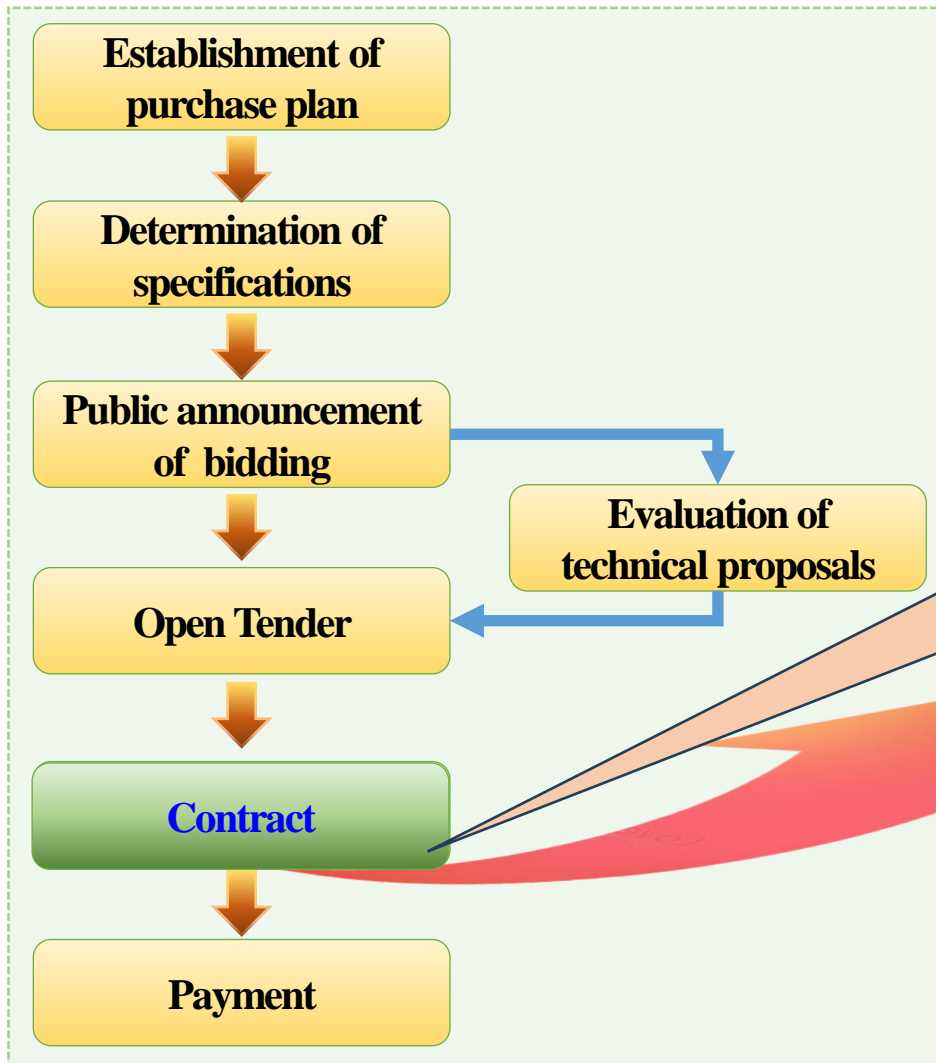 Establishment of
purchase plan
Determination of
specifications
Public announcement
of bidding
Evaluation of
technical proposals
Open Tender
Contract
Payment